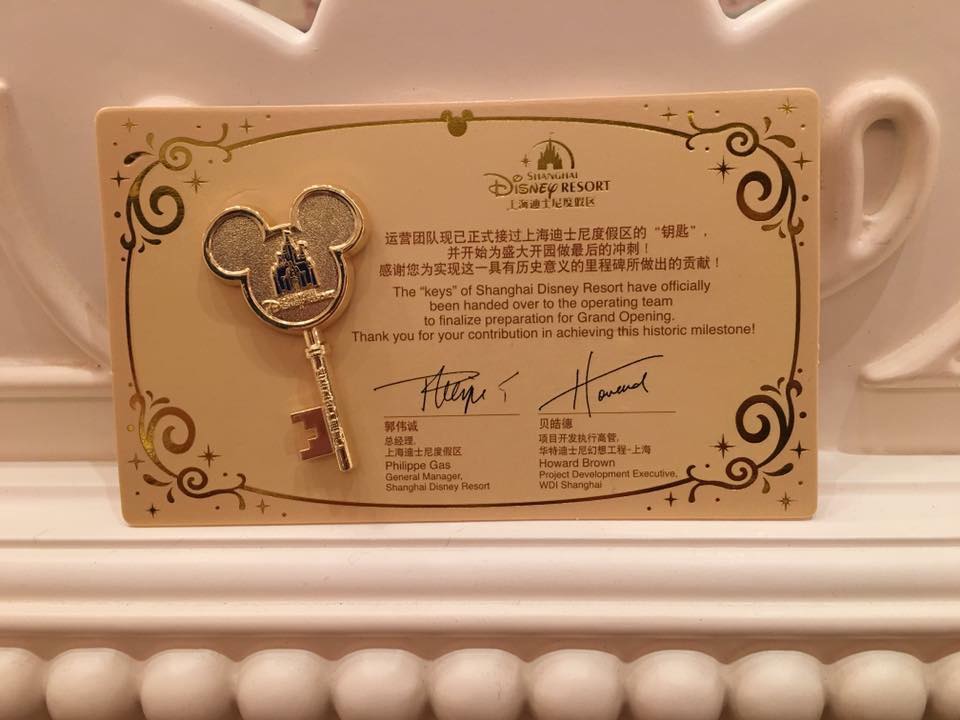 SHANGHAI
DISNEY RESORT
上海迪士尼度假区
运营团队现已正式接过上海迪士尼度假区的“钥匙”，
并开始为盛大开园做最后的冲刺！
感谢您为实现这一具有历史意义的里程碑所做出的贡献！
The “keys” of Shanghai Disney Resort have officially
been handed over to the operating team
to finalize preparation for Grand Opening.
Thank you for your contribution in achieving this historic milestone!
郭伟诚
总经理,
上海迪士尼度假区
Philippe Gas
General Manager,
Shanghai Disney Resort
Howard
贝皓德
项目开发执行高管,
华特迪士尼幻想工程-上海
Howard Brown
Project Development Executive,
WDI Shanghai